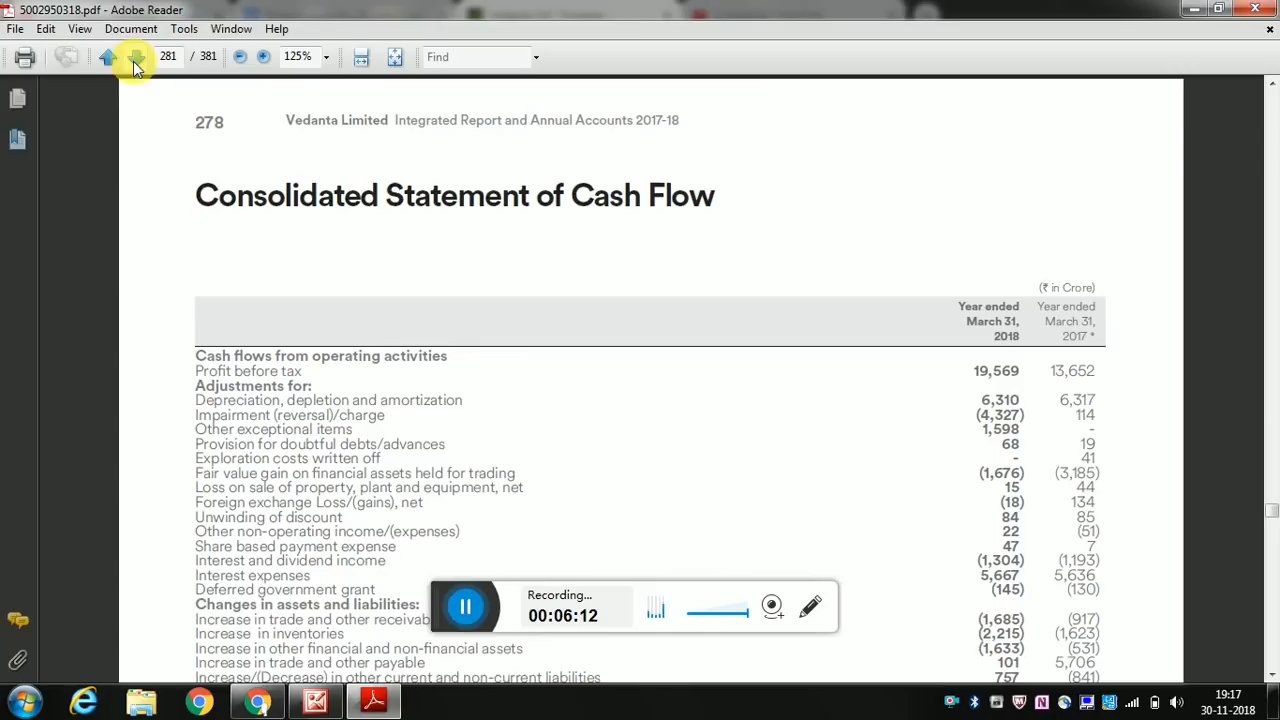 5002950318.pdf - Adobe Reader
File Edit View Document Tools Window Help
281 / 381 125% Find
278 Vedanta Limited Integrated Report and Annual Accounts 2017-18
Consolidated Statement of Cash Flow
(₹ in Crore)
Year ended March 31, 2018 Year ended March 31, 2017 *
Cash flows from operating activities
Profit before tax 19,569 13,652
Adjustments for:
Depreciation, depletion and amortization 6,310 6,317
Impairment (reversal)/charge (4,327) 114
Other exceptional items 1,598 -
Provision for doubtful debts/advances 68 19
Exploration costs written off - 41
Fair value gain on financial assets held for trading (1,676) (3,185)
Loss on sale of property, plant and equipment, net 15 44
Foreign exchange Loss/(gains), net (18) 134
Unwinding of discount 84 85
Other non-operating income/(expenses) 22 (51)
Share based payment expense 47 7
Interest and dividend income (1,304) (1,193)
Interest expenses 5,667 5,636
Deferred government grant (145) (130)
Changes in assets and liabilities:
Increase in trade and other receivab (1,685) (917)
Increase in inventories (2,215) (1,623)
Increase in other financial and non-financial assets (1,633) (531)
Increase in trade and other payable 101 5,706
Increase/(Decrease) in other current and non-current liabilities 757 (841)
Recording...
00:06:12
19:17
30-11-2018